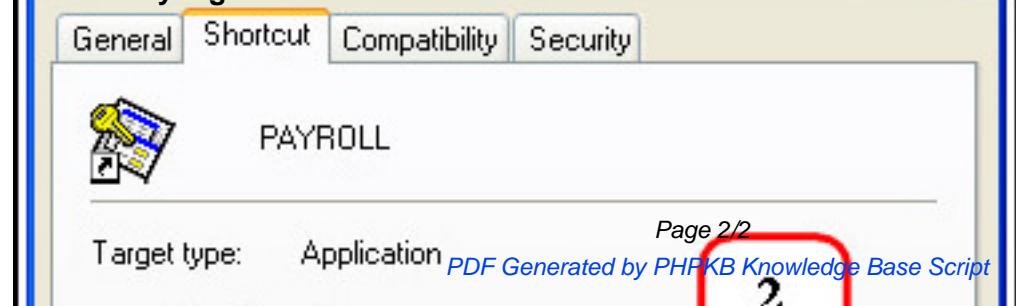 General Shortcut Compatibility Security
PAYROLL
Page 2/2
Target type: Application
PDF Generated by PHPKB Knowledge Base Script
2